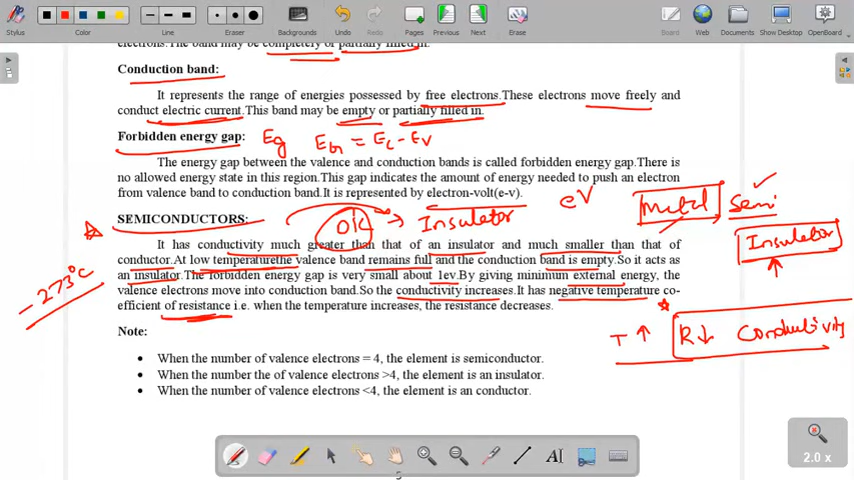 Stylus
Color
Line
Eraser
Backgrounds
Undo
Pages
Previous
Next
Erase
Board
Web
Documents
Show Desktop
OpenBoard
electrons. The band may be completely or partially filled in.
Conduction band:
It represents the range of energies possessed by free electrons.These electrons move freely and
conduct electric current.This band may be empty or partially filled in.
Forbidden energy gap: Eg EG = EC - EV
The energy gap between the valence and conduction bands is called forbidden energy gap.There is
no allowed energy state in this region.This gap indicates the amount of energy needed to push an electron
from valence band to conduction band.It is represented by electron-volt(e-v).
eV
Metal Semi
SEMICONDUCTORS: 0K → Insulator
Insulator
It has conductivity much greater than that of an insulator and much smaller than that of
conductor.At low temperaturethe valence band remains full and the conduction band is empty.So it acts as
an insulator.The forbidden energy gap is very small about 1ev.By giving minimum external energy, the
valence electrons move into conduction band.So the conductivity increases.It has negative temperature co-
efficient of resistance i.e. when the temperature increases, the resistance decreases.
-273°C
T ↑ R↓ Conductivity
Note:
• When the number of valence electrons = 4, the element is semiconductor.
• When the number the of valence electrons >4, the element is an insulator.
• When the number of valence electrons <4, the element is an conductor.
2.0 x